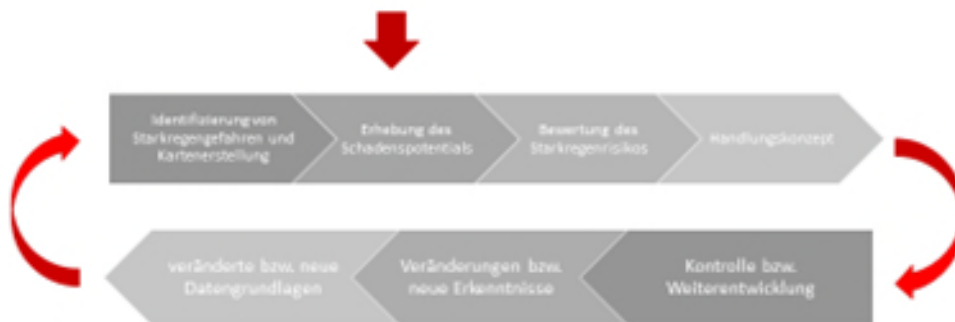 Identifizierung von
Starkregengefahren und
Kartenerstellung
Erhebung des
Schadenspotentials
Bewertung des
Starkregenrisikos
Handlungskonzept
veränderte bzw. neue
Datengrundlagen
Veränderungen bzw.
neue Erkenntnisse
Kontrolle bzw.
Weiterentwicklung